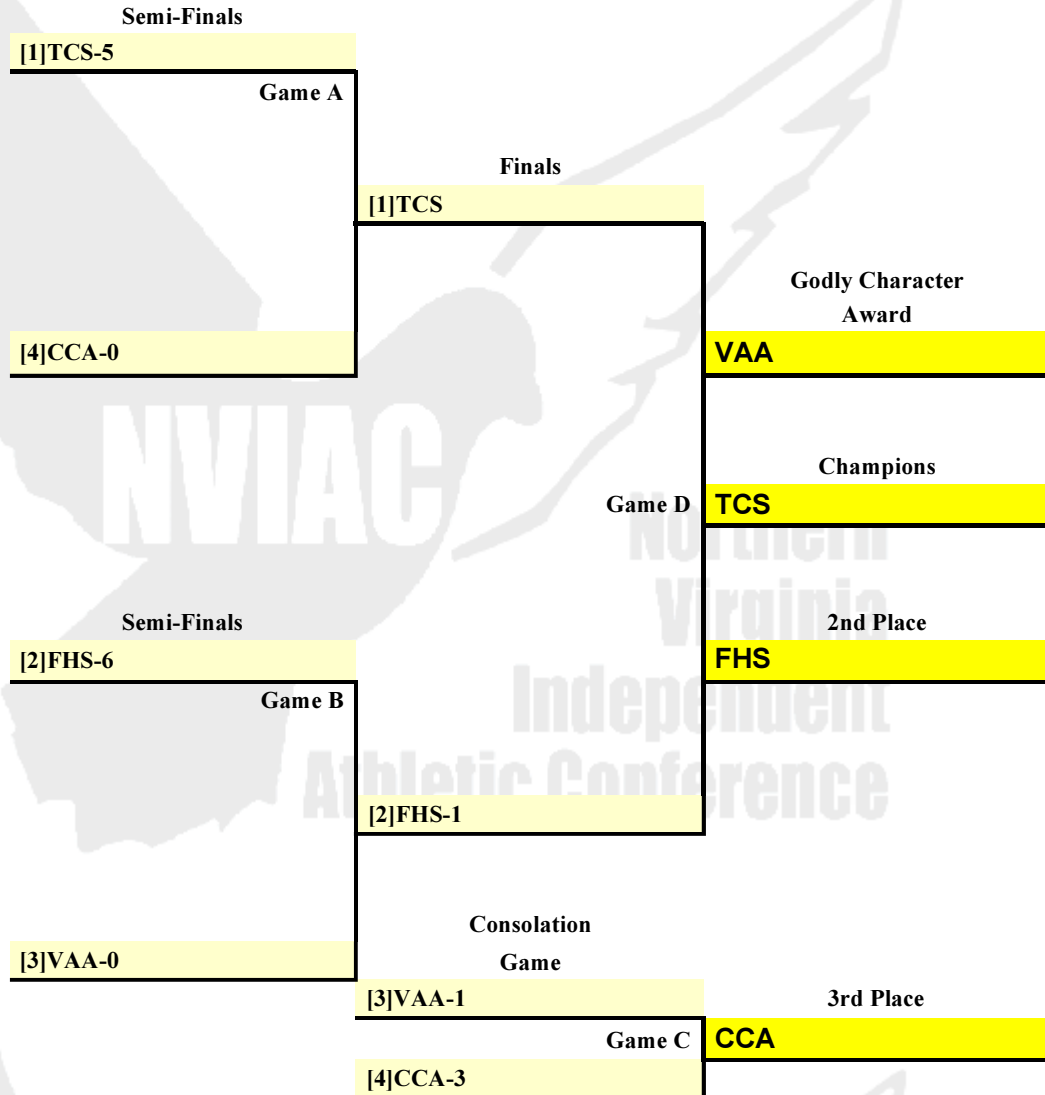 Semi-Finals
[1]TCS-5
Game A
Finals
[1]TCS
[4]CCA-0
Godly Character
Award
VAA
NVIAC
Champions
Game D
TCS
Northern
Virginia
Independent
Athletic Conference
Semi-Finals
[2]FHS-6
Game B
2nd Place
FHS
[2]FHS-1
[3]VAA-0
Consolation
Game
[3]VAA-1
Game C
[4]CCA-3
3rd Place
CCA